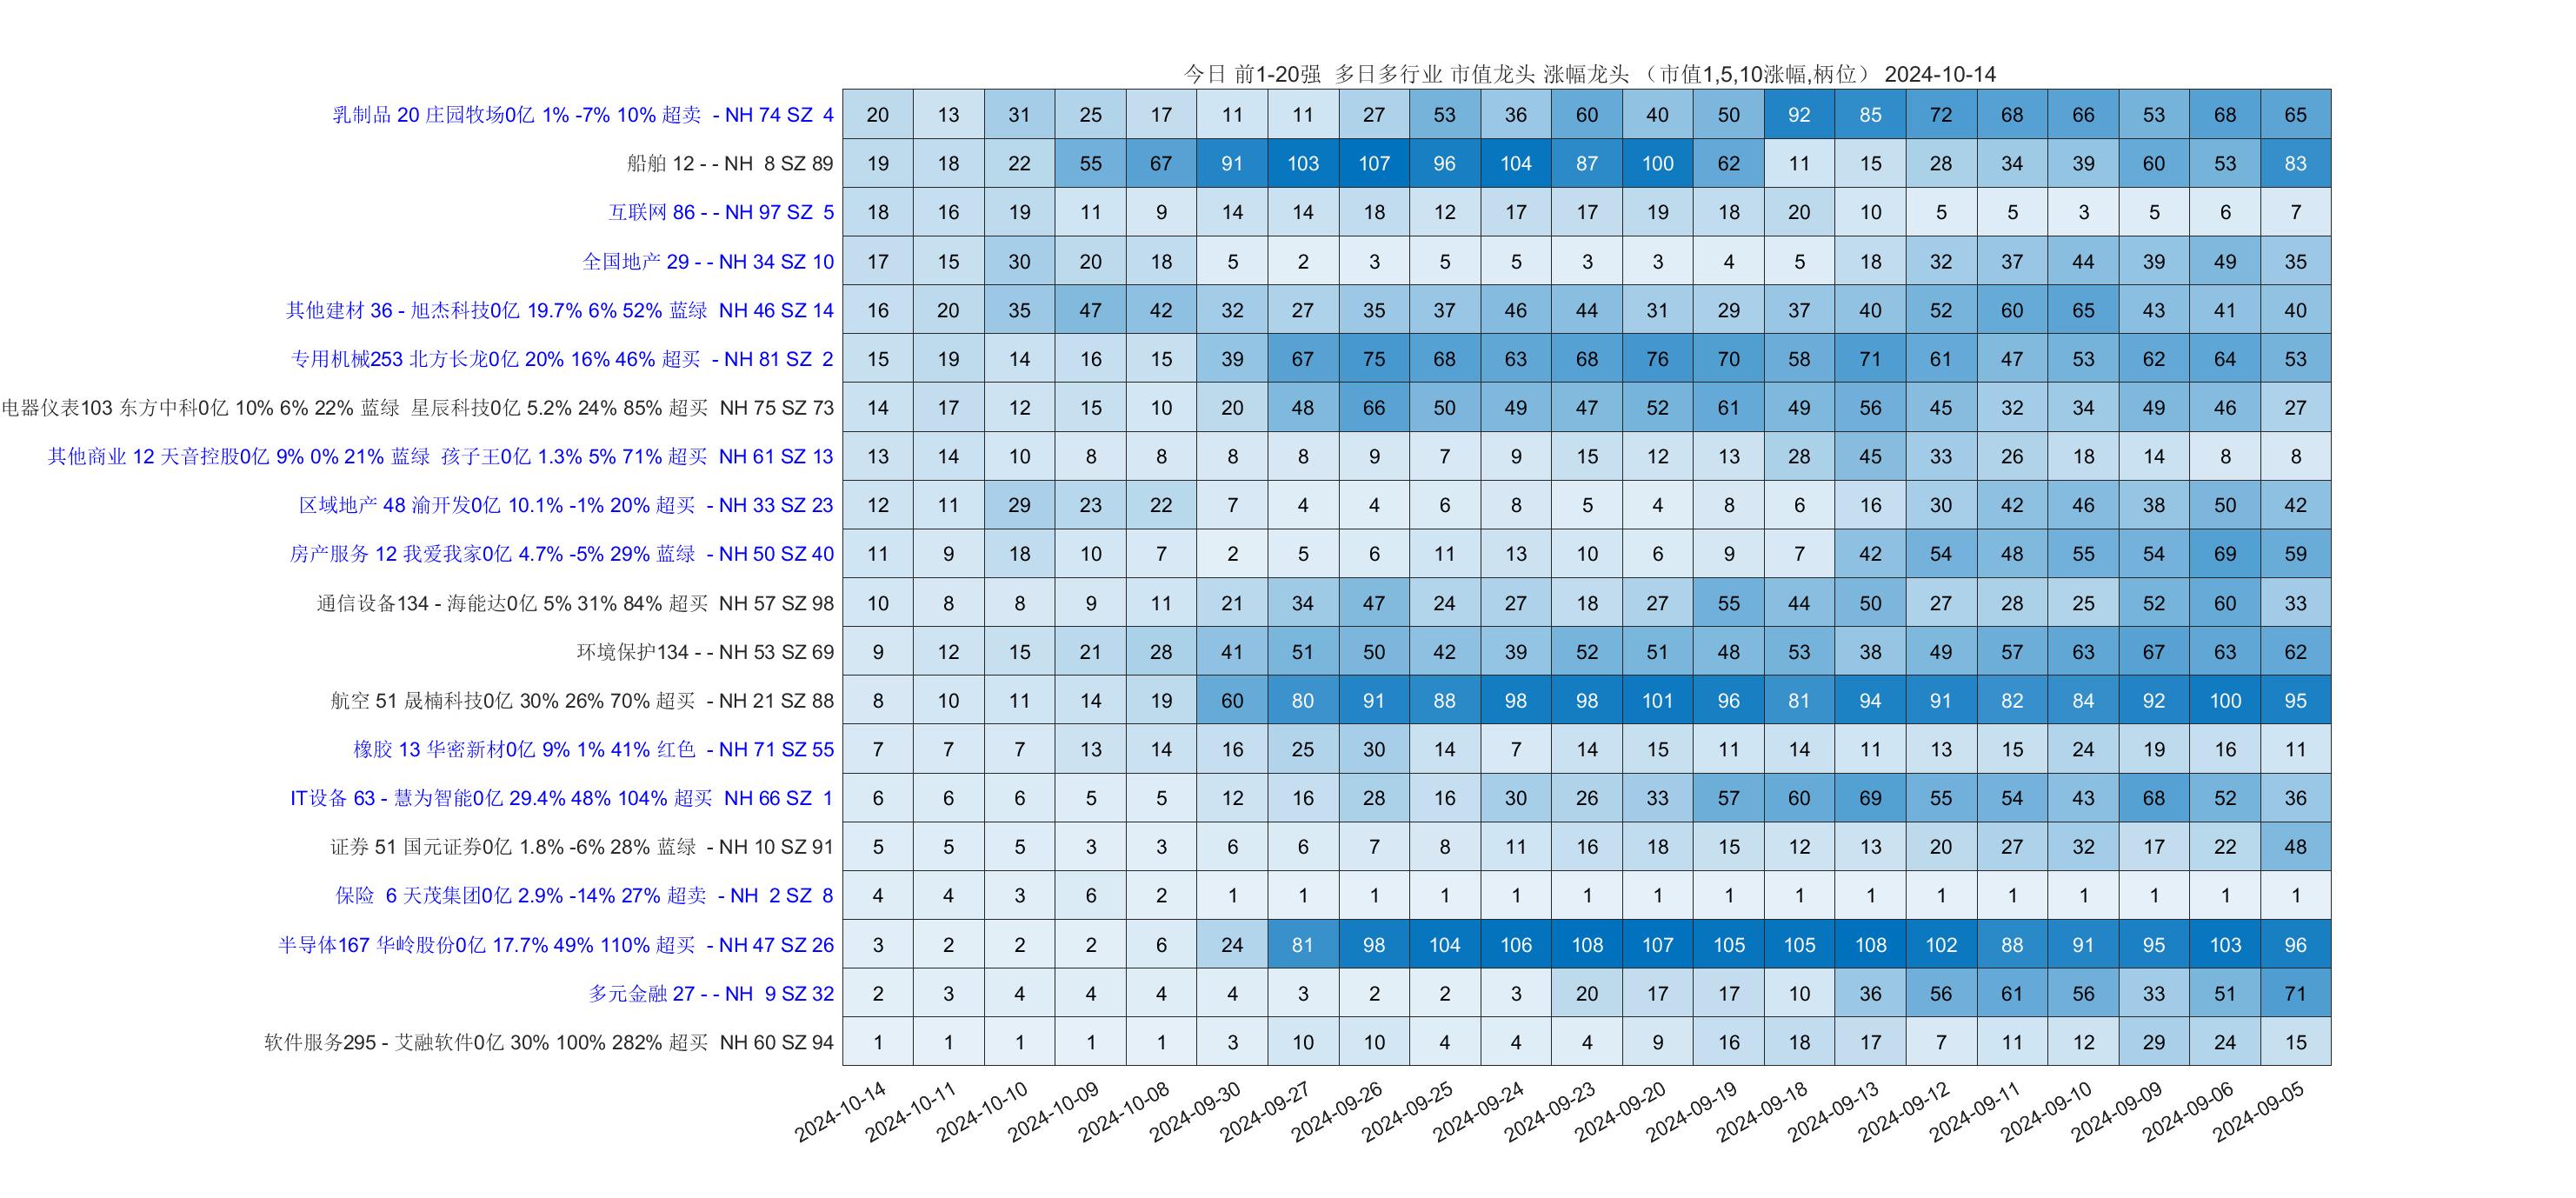 今日 前1-20强 多日多行业 市值龙头 涨幅龙头 （市值1,5,10涨幅,柄位） 2024-10-14
乳制品 20 庄园牧场0亿 1% -7% 10% 超卖 - NH 74 SZ 4 20 13 31 25 17 11 11 27 53 36 60 40 50 92 85 72 68 66 53 68 65
船舶 12 - - NH 8 SZ 89 19 18 22 55 67 91 103 107 96 104 87 100 62 11 15 28 34 39 60 53 83
互联网 86 - - NH 97 SZ 5 18 16 19 11 9 14 14 18 12 17 17 19 18 20 10 5 5 3 5 6 7
全国地产 29 - - NH 34 SZ 10 17 15 30 20 18 5 2 3 5 5 3 3 4 5 18 32 37 44 39 49 35
其他建材 36 - 旭杰科技0亿 19.7% 6% 52% 蓝绿 NH 46 SZ 14 16 20 35 47 42 32 27 35 37 46 44 31 29 37 40 52 60 65 43 41 40
专用机械253 北方长龙0亿 20% 16% 46% 超买 - NH 81 SZ 2 15 19 14 16 15 39 67 75 68 63 68 76 70 58 71 61 47 53 62 64 53
电器仪表103 东方中科0亿 10% 6% 22% 蓝绿 星辰科技0亿 5.2% 24% 85% 超买 NH 75 SZ 73 14 17 12 15 10 20 48 66 50 49 47 52 61 49 56 45 32 34 49 46 27
其他商业 12 天音控股0亿 9% 0% 21% 蓝绿 孩子王0亿 1.3% 5% 71% 超买 NH 61 SZ 13 13 14 10 8 8 8 8 9 7 9 15 12 13 28 45 33 26 18 14 8 8
区域地产 48 渝开发0亿 10.1% -1% 20% 超买 - NH 33 SZ 23 12 11 29 23 22 7 4 4 6 8 5 4 8 6 16 30 42 46 38 50 42
房产服务 12 我爱我家0亿 4.7% -5% 29% 蓝绿 - NH 50 SZ 40 11 9 18 10 7 2 5 6 11 13 10 6 9 7 42 54 48 55 54 69 59
通信设备134 - 海能达0亿 5% 31% 84% 超买 NH 57 SZ 98 10 8 8 9 11 21 34 47 24 27 18 27 55 44 50 27 28 25 52 60 33
环境保护134 - - NH 53 SZ 69 9 12 15 21 28 41 51 50 42 39 52 51 48 53 38 49 57 63 67 63 62
航空 51 晟楠科技0亿 30% 26% 70% 超买 - NH 21 SZ 88 8 10 11 14 19 60 80 91 88 98 98 101 96 81 94 91 82 84 92 100 95
橡胶 13 华密新材0亿 9% 1% 41% 红色 - NH 71 SZ 55 7 7 7 13 14 16 25 30 14 7 14 15 11 14 11 13 15 24 19 16 11
IT设备 63 - 慧为智能0亿 29.4% 48% 104% 超买 NH 66 SZ 1 6 6 6 5 5 12 16 28 16 30 26 33 57 60 69 55 54 43 68 52 36
证券 51 国元证券0亿 1.8% -6% 28% 蓝绿 - NH 10 SZ 91 5 5 5 3 3 6 6 7 8 11 16 18 15 12 13 20 27 32 17 22 48
保险 6 天茂集团0亿 2.9% -14% 27% 超卖 - NH 2 SZ 8 4 4 3 6 2 1 1 1 1 1 1 1 1 1 1 1 1 1 1 1 1
半导体167 华岭股份0亿 17.7% 49% 110% 超买 - NH 47 SZ 26 3 2 2 2 6 24 81 98 104 106 108 107 105 105 108 102 88 91 95 103 96
多元金融 27 - - NH 9 SZ 32 2 3 4 4 4 4 3 2 2 3 20 17 17 10 36 56 61 56 33 51 71
软件服务295 - 艾融软件0亿 30% 100% 282% 超买 NH 60 SZ 94 1 1 1 1 1 3 10 10 4 4 4 9 16 18 17 7 11 12 29 24 15
2024-10-14 2024-10-11 2024-10-10 2024-10-09 2024-10-08 2024-09-30 2024-09-27 2024-09-26 2024-09-25 2024-09-24 2024-09-23 2024-09-20 2024-09-19 2024-09-18 2024-09-13 2024-09-12 2024-09-11 2024-09-10 2024-09-09 2024-09-06 2024-09-05